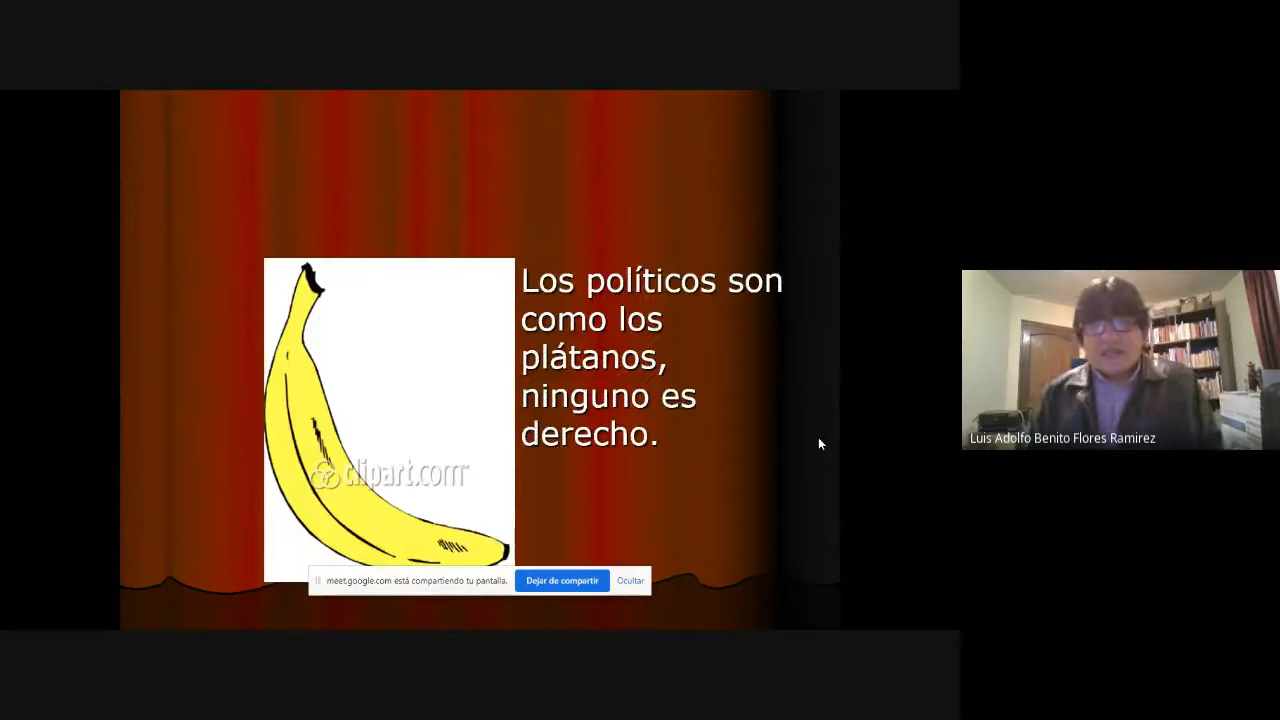 Los políticos son
como los
plátanos,
ninguno es
derecho.
clipart.com
meet.google.com está compartiendo tu pantalla.
Dejar de compartir
Ocultar
Luis Adolfo Benito Flores Ramirez